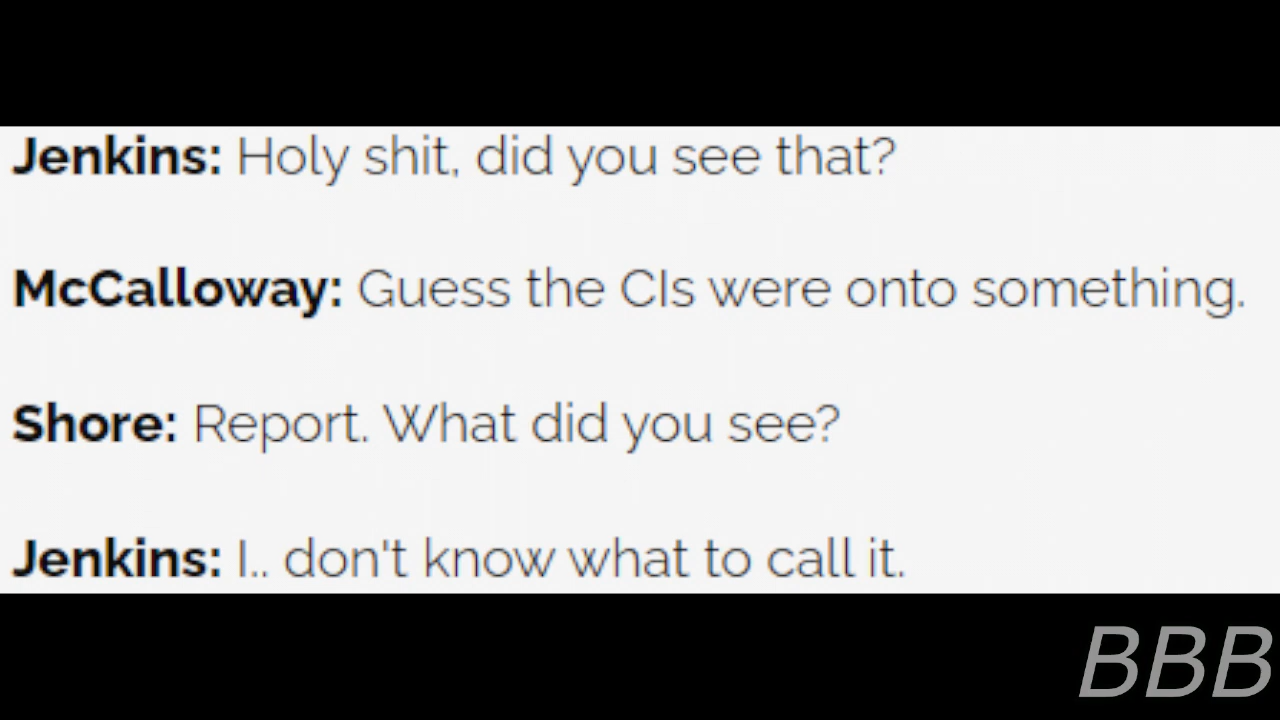 Jenkins: Holy shit, did you see that?
McCalloway: Guess the CIs were onto something.
Shore: Report. What did you see?
Jenkins: I.. don't know what to call it.
BBB